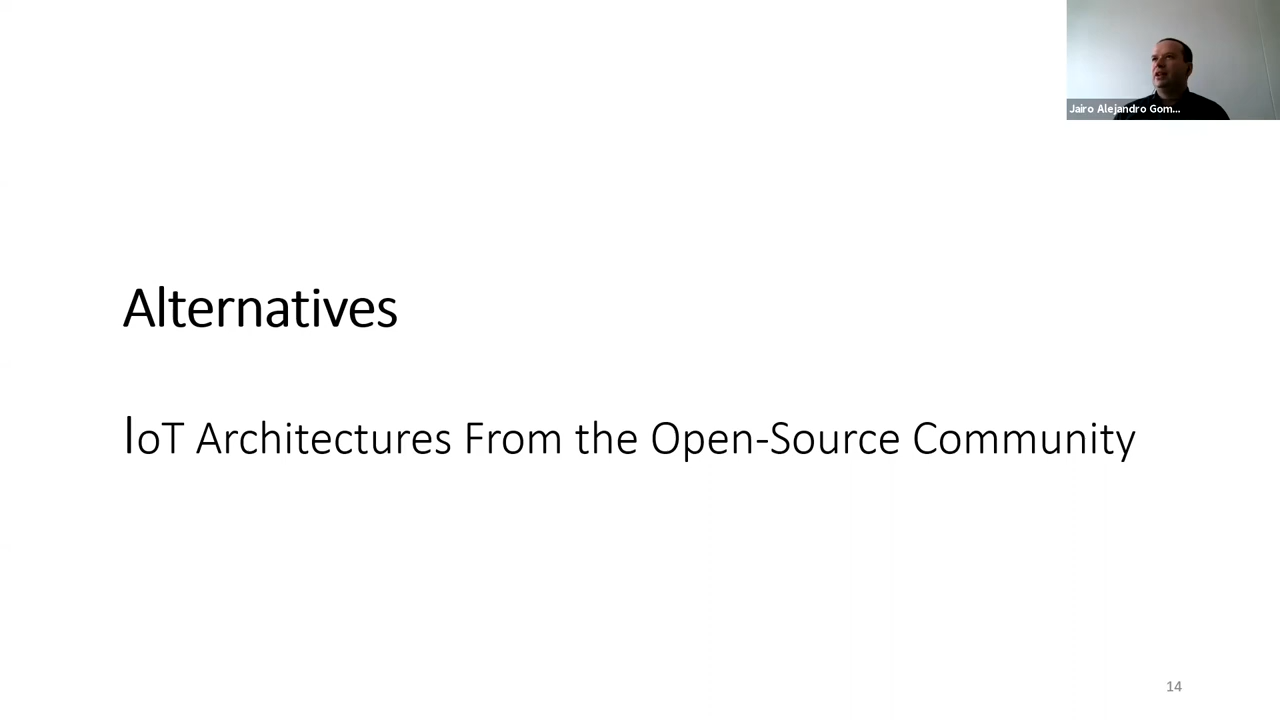 Jairo Alejandro Gom...
Alternatives
IoT Architectures From the Open-Source Community
14